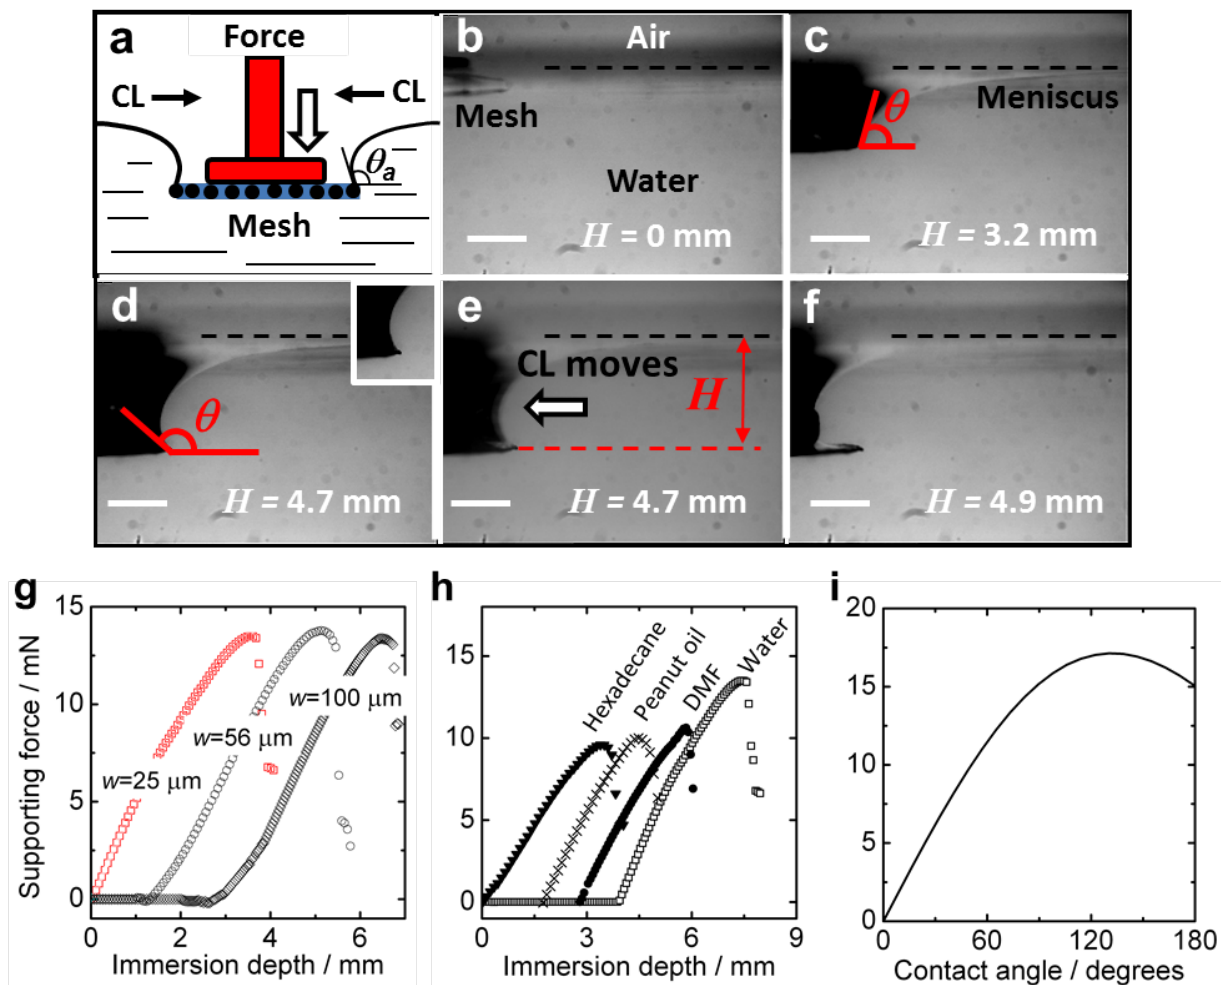 a
Force
CL
CL
θa
Mesh
b
Air
Mesh
Water
H = 0 mm
c
Meniscus
θ
H = 3.2 mm
d
θ
H = 4.7 mm
e
CL moves
H
H = 4.7 mm
f
H = 4.9 mm
g
Supporting force / mN
15
10
5
0
w=25 μm
w=56 μm
w=100 μm
0 2 4 6
Immersion depth / mm
h
15
10
5
0
Hexadecane
Peanut oil
DMF
Water
0 3 6 9
Immersion depth / mm
i
20
15
10
5
0
0 60 120 180
Contact angle / degrees